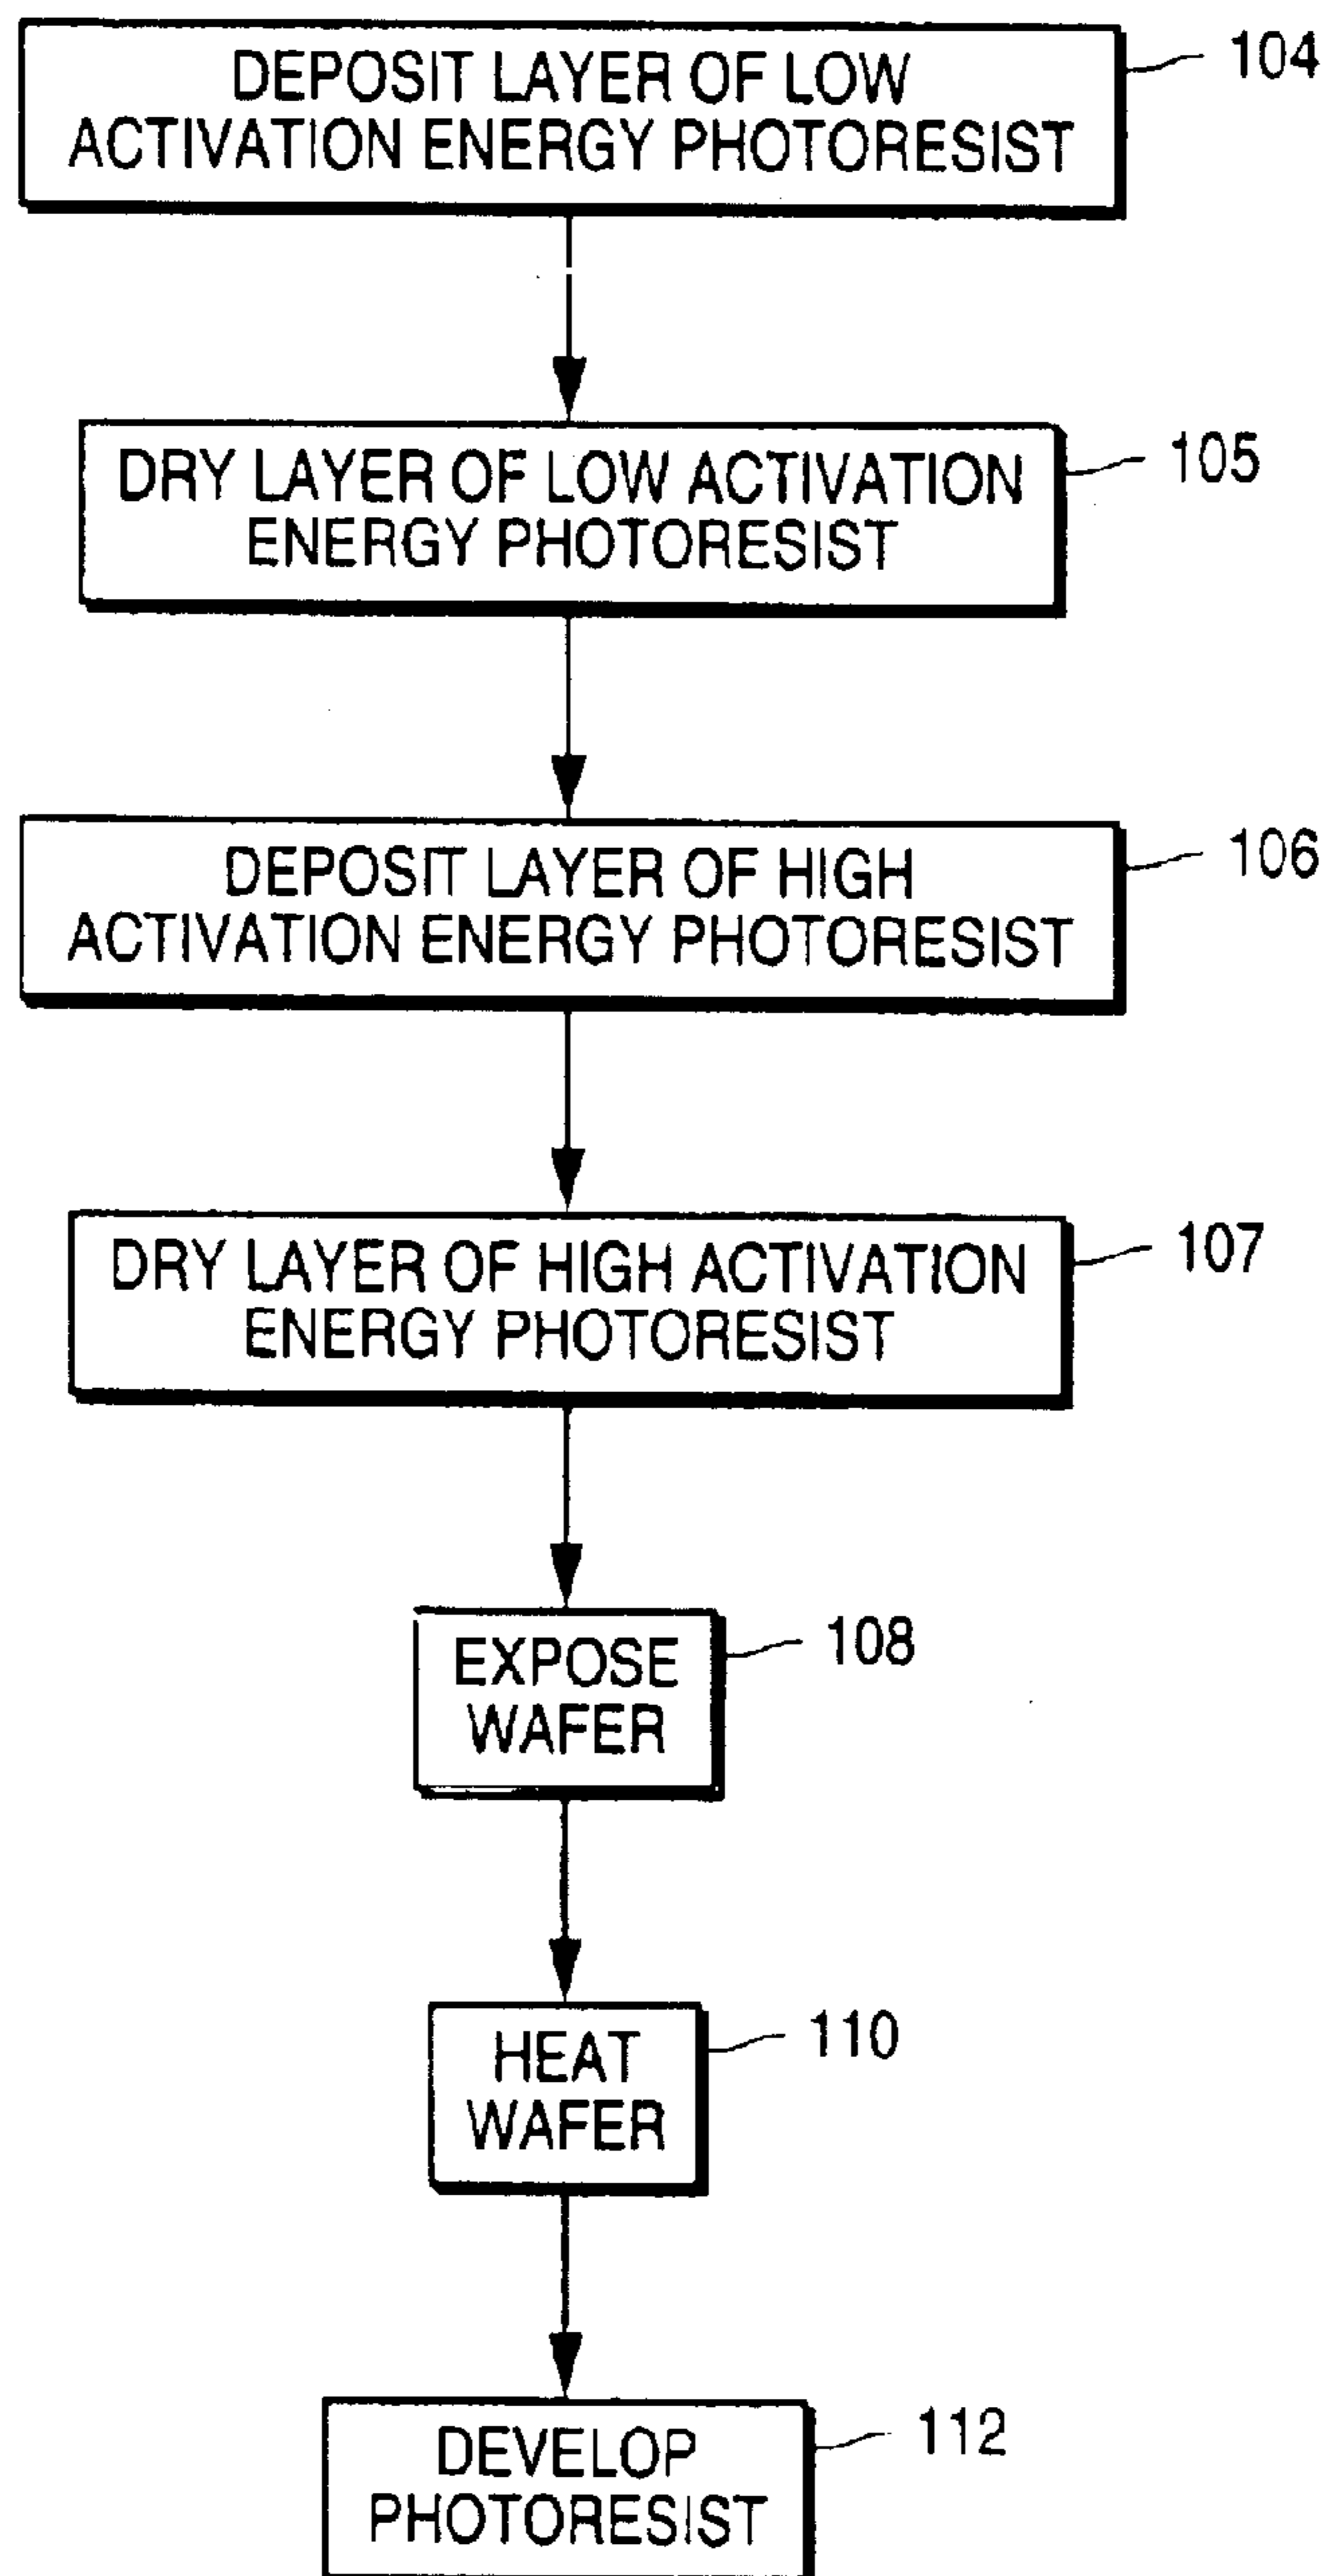 DEPOSIT LAYER OF LOW
ACTIVATION ENERGY PHOTORESIST
104
DRY LAYER OF LOW ACTIVATION
ENERGY PHOTORESIST
105
DEPOSIT LAYER OF HIGH
ACTIVATION ENERGY PHOTORESIST
106
DRY LAYER OF HIGH ACTIVATION
ENERGY PHOTORESIST
107
EXPOSE
WAFER
108
HEAT
WAFER
110
DEVELOP
PHOTORESIST
112